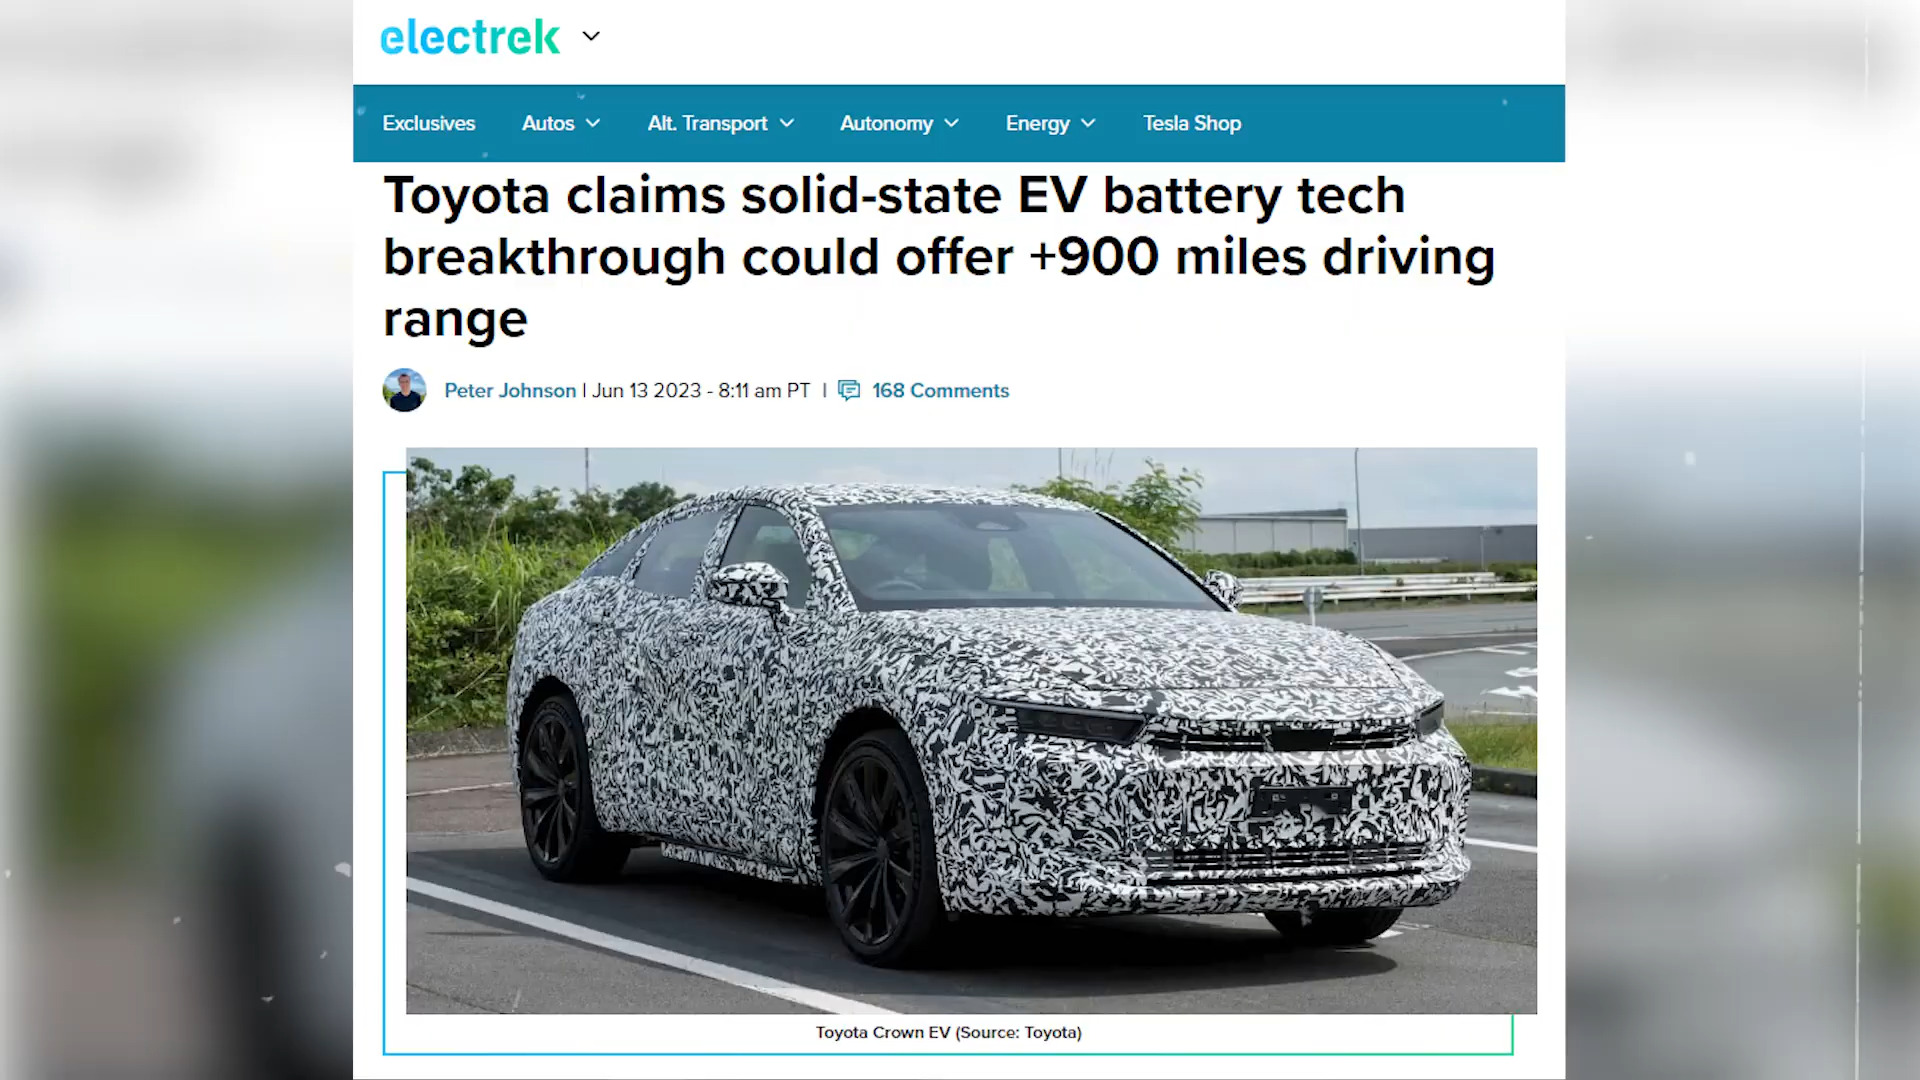 electrek
Exclusives Autos Alt. Transport Autonomy Energy Tesla Shop
Toyota claims solid-state EV battery tech
breakthrough could offer +900 miles driving
range
Peter Johnson | Jun 13 2023 - 8:11 am PT | 168 Comments
Toyota Crown EV (Source: Toyota)